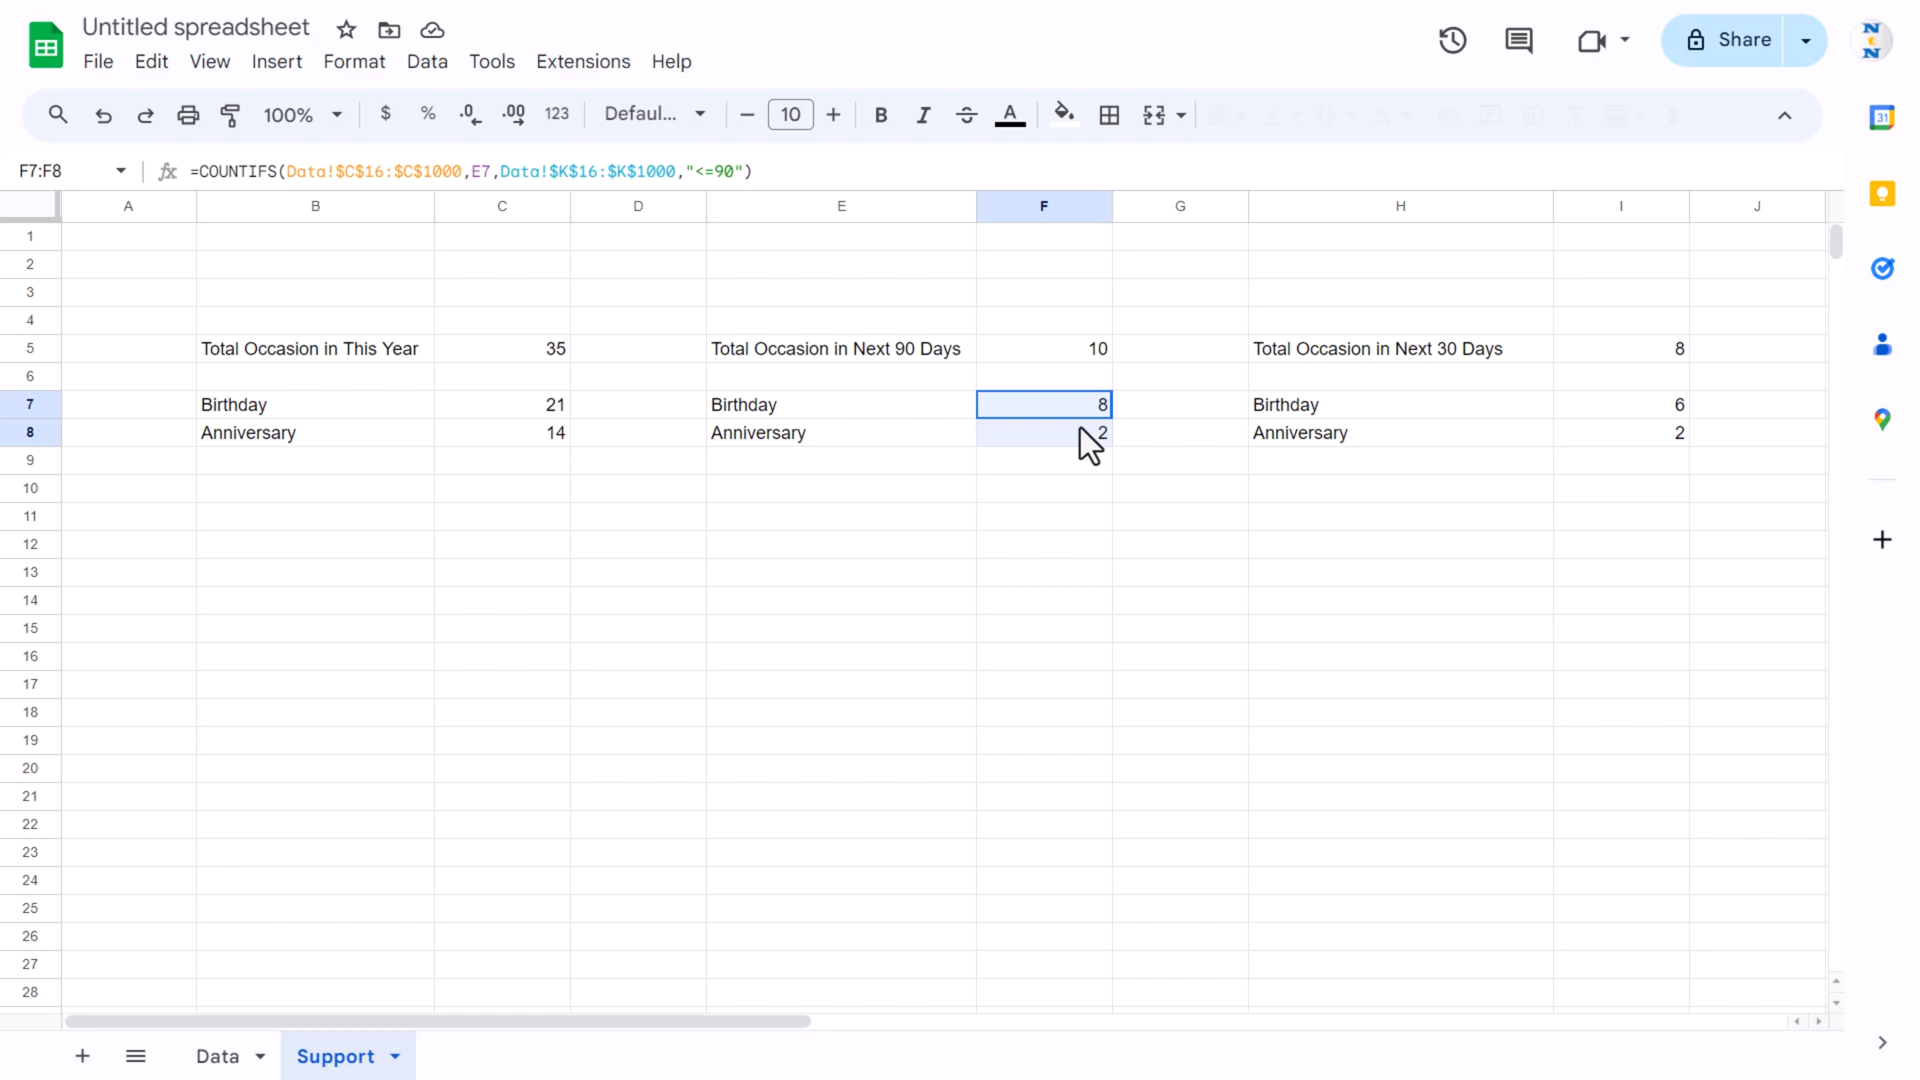 Untitled spreadsheet
File Edit View Insert Format Data Tools Extensions Help
Share
N N
100% $ % .0 .00 123 Defaul... 10 B I S A
31
F7:F8 fx =COUNTIFS(Data!$C$16:$C$1000,E7,Data!$K$16:$K$1000,"<=90")
A B C D E F G H I J
1
2
3
4
5 Total Occasion in This Year 35 Total Occasion in Next 90 Days 10 Total Occasion in Next 30 Days 8
6
7 Birthday 21 Birthday 8 Birthday 6
8 Anniversary 14 Anniversary 2 Anniversary 2
9
10
11
12
13
14
15
16
17
18
19
20
21
22
23
24
25
26
27
28
Data Support